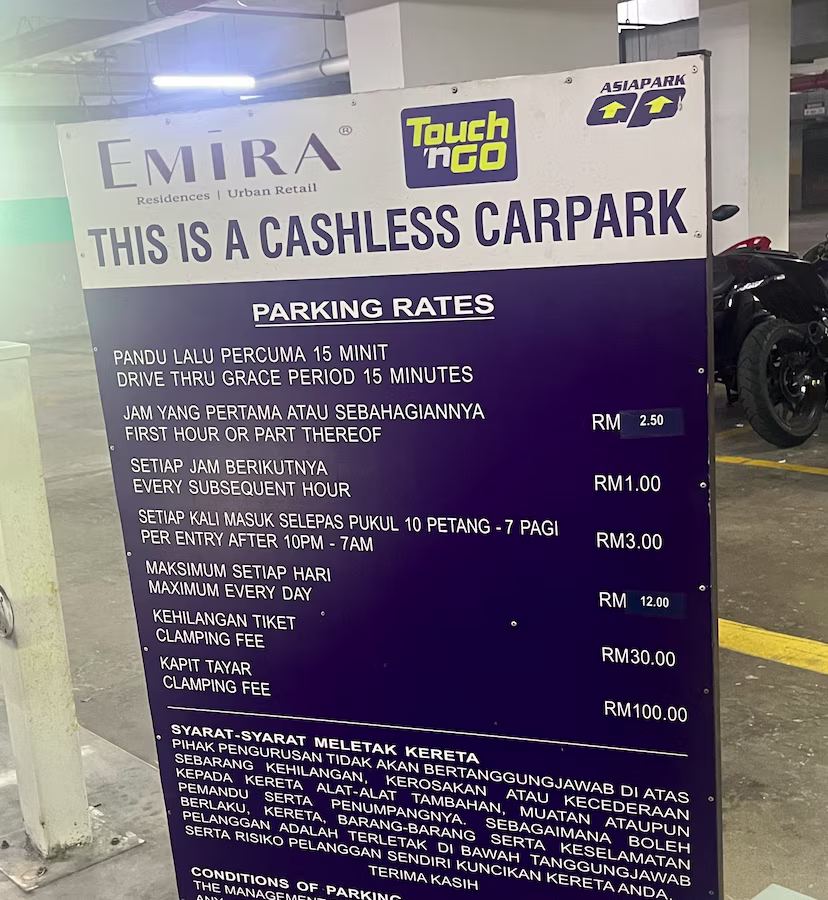 EMIRA®
Residences | Urban Retail
Touch 'nGO
ASIAPARK
THIS IS A CASHLESS CARPARK
PARKING RATES
PANDU LALU PERCUMA 15 MINIT
DRIVE THRU GRACE PERIOD 15 MINUTES
JAM YANG PERTAMA ATAU SEBAHAGIANNYA
FIRST HOUR OR PART THEREOF
RM 2.50
SETIAP JAM BERIKUTNYA
EVERY SUBSEQUENT HOUR
RM1.00
SETIAP KALI MASUK SELEPAS PUKUL 10 PETANG - 7 PAGI
PER ENTRY AFTER 10PM - 7AM
RM3.00
MAKSIMUM SETIAP HARI
MAXIMUM EVERY DAY
RM 12.00
KEHILANGAN TIKET
CLAMPING FEE
RM30.00
KAPIT TAYAR
CLAMPING FEE
RM100.00
SYARAT-SYARAT MELETAK KERETA
PIHAK PENGURUSAN TIDAK AKAN BERTANGGUNGJAWAB DI ATAS
SEBARANG KEHILANGAN, KEROSAKAN ATAU KECEDERAAN
KEPADA KERETA ALAT-ALAT TAMBAHAN, MUATAN ATAUPUN
PEMANDU SERTA PENUMPANGNYA. SEBAGAIMANA BOLEH
BERLAKU, KERETA, BARANG-BARANG SERTA KESELAMATAN
PELANGGAN ADALAH TERLETAK DI BAWAH TANGGUNGJAWAB
SERTA RISIKO PELANGGAN SENDIRI KUNCIKAN KERETA ANDA.
TERIMA KASIH
CONDITIONS OF PARKING
THE MANAGEMENT
ANY